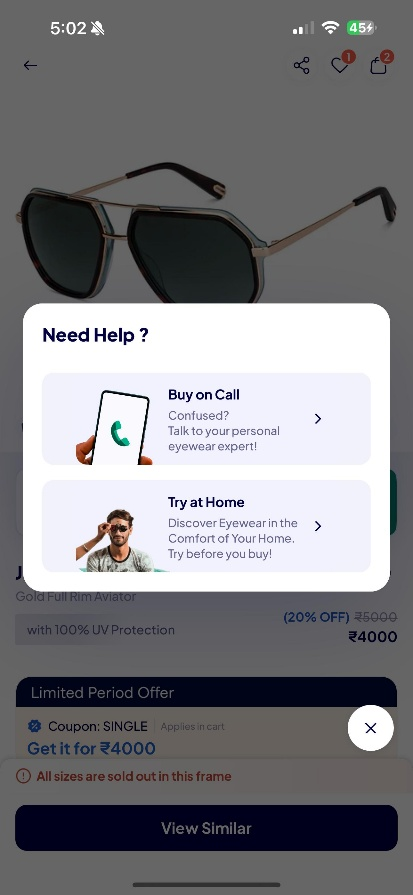 5:02
45
1
2
Need Help ?
Buy on Call
Confused?
Talk to your personal
eyewear expert!
Try at Home
Discover Eyewear in the
Comfort of Your Home.
Try before you buy!
Gold Full Rim Aviator
(20% OFF) ₹5000
with 100% UV Protection
₹4000
Limited Period Offer
Coupon: SINGLE Applies in cart
Get it for ₹4000
All sizes are sold out in this frame
View Similar